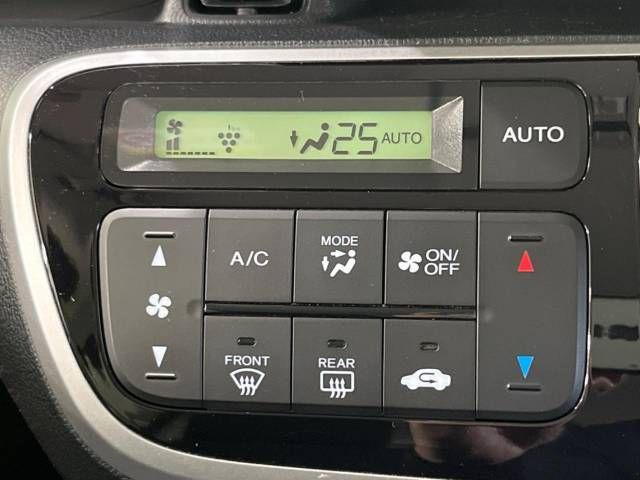 25 AUTO
AUTO
A/C
MODE
ON/
OFF
FRONT
REAR